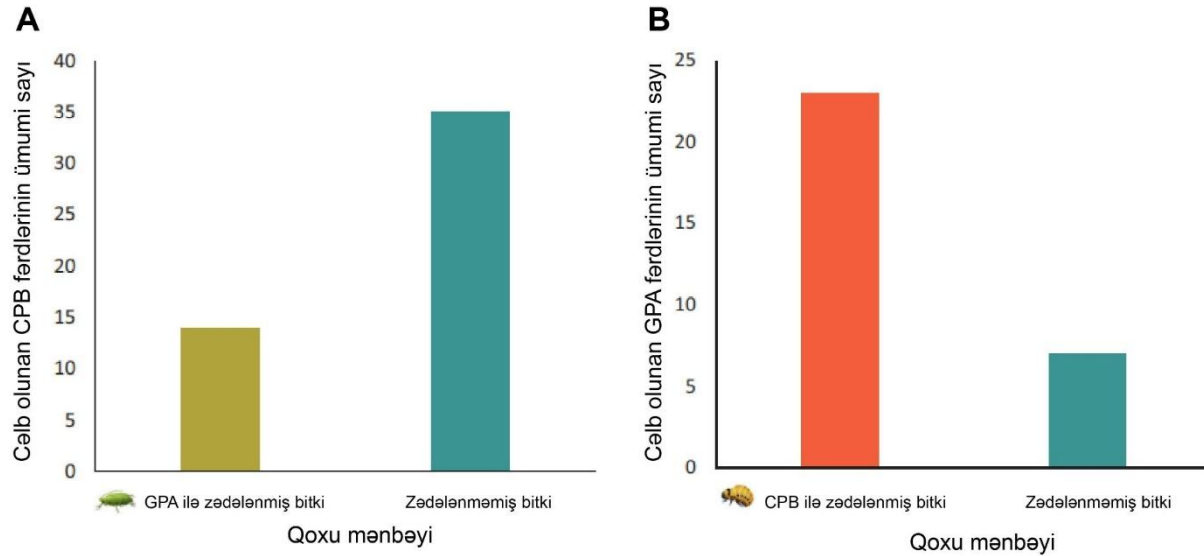 A
Cəlb olunan CPB fərdlərinin ümumi sayı
40
35
30
25
20
15
10
5
0
GPA ilə zədələnmiş bitki
Zədələnməmiş bitki
Qoxu mənbəyi
B
Cəlb olunan GPA fərdlərinin ümumi sayı
25
20
15
10
5
0
CPB ilə zədələnmiş bitki
Zədələnməmiş bitki
Qoxu mənbəyi